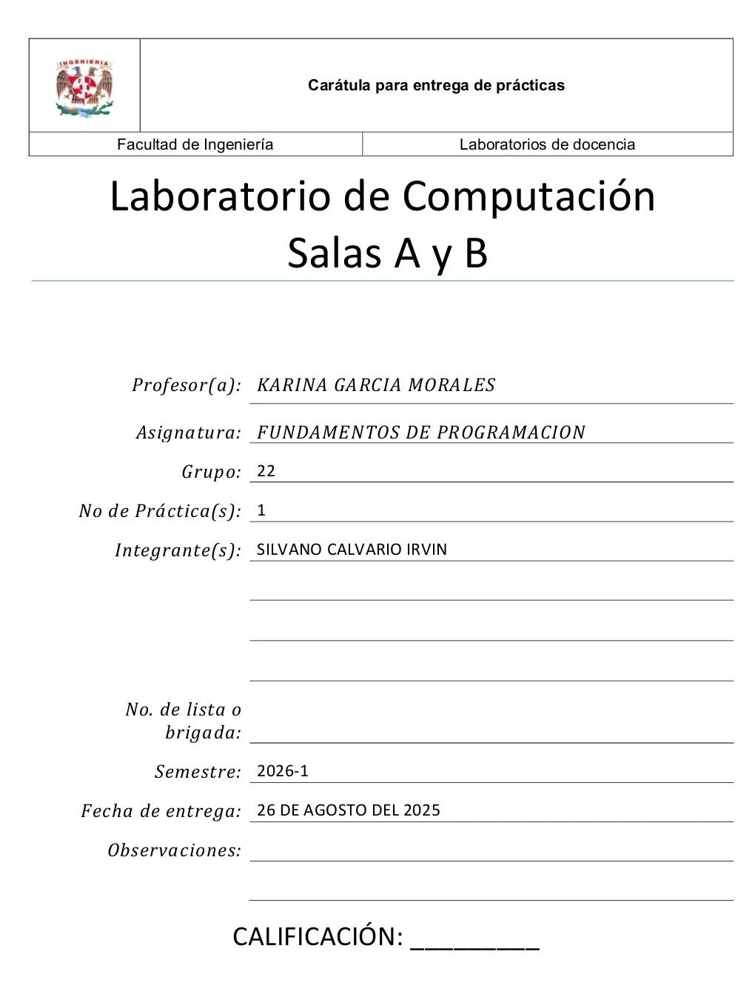 INGENIERIA
Carátula para entrega de prácticas
Facultad de Ingeniería
Laboratorios de docencia
Laboratorio de Computación
Salas A y B
Profesor(a): KARINA GARCIA MORALES
Asignatura: FUNDAMENTOS DE PROGRAMACION
Grupo: 22
No de Práctica(s): 1
Integrante(s): SILVANO CALVARIO IRVIN
No. de lista o
brigada:
Semestre: 2026-1
Fecha de entrega: 26 DE AGOSTO DEL 2025
Observaciones:
CALIFICACIÓN: _________